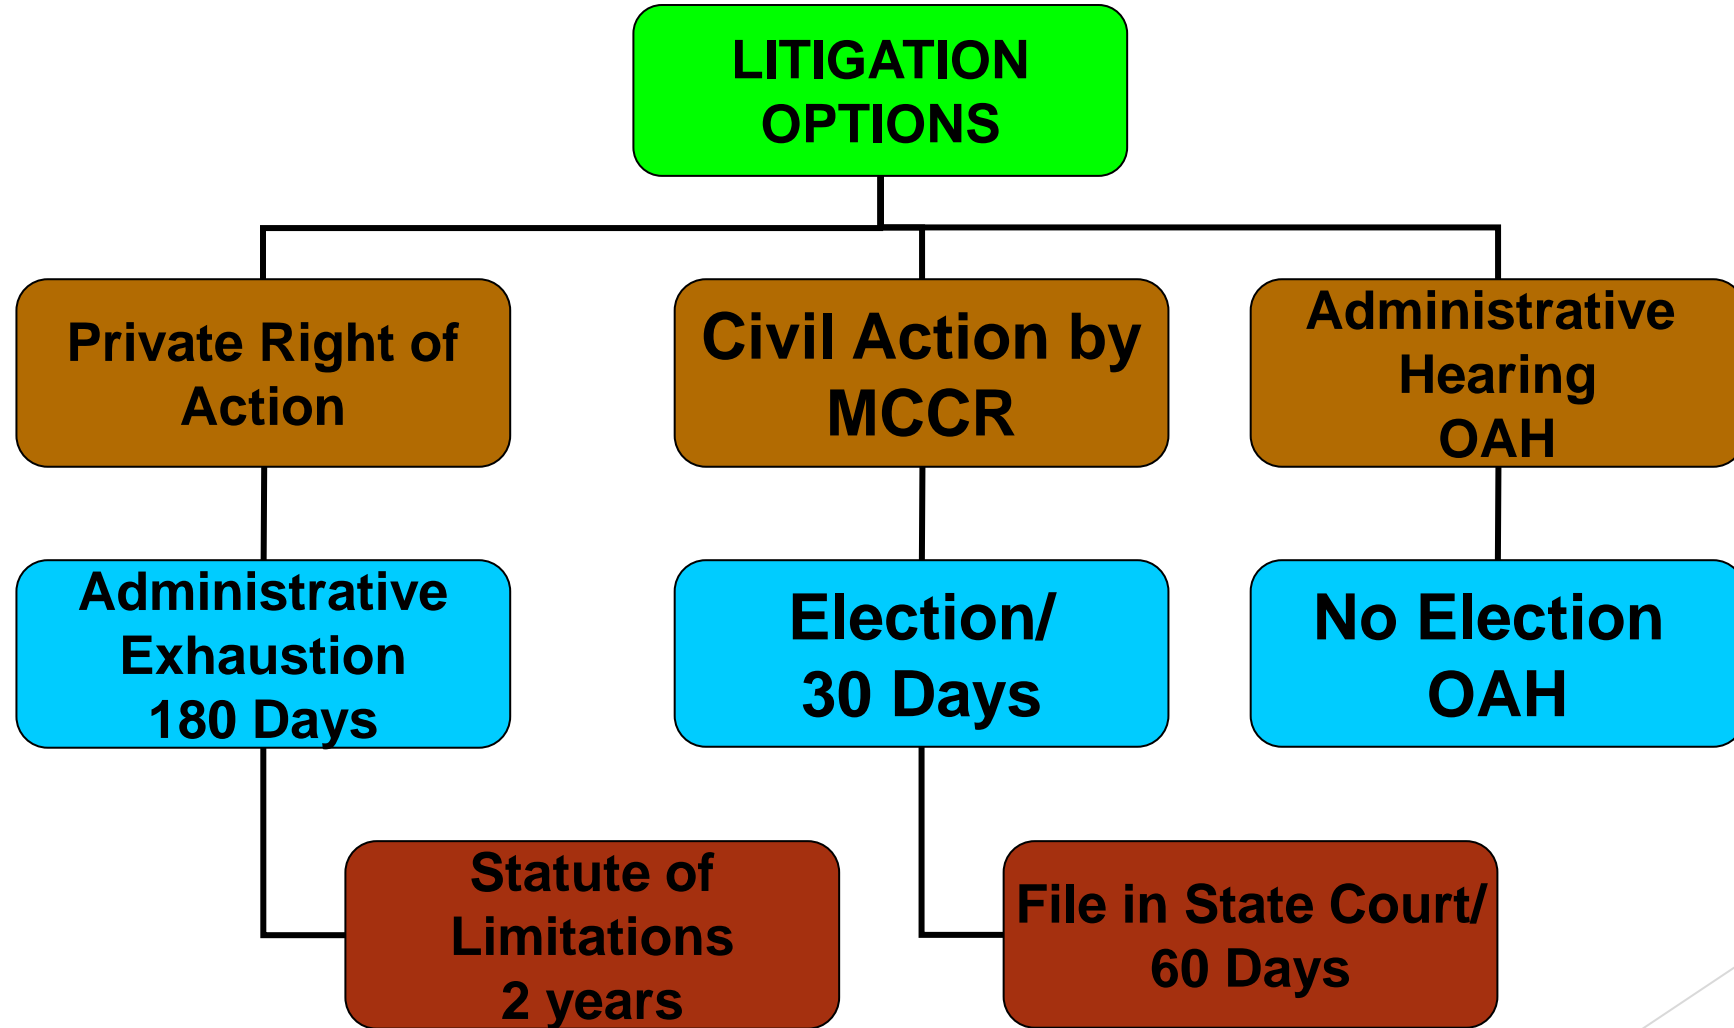 LITIGATION
OPTIONS
Private Right of
Action
Civil Action by
MCCR
Administrative
Hearing
OAH
Administrative
Exhaustion
180 Days
Election/
30 Days
No Election
OAH
Statute of
Limitations
2 years
File in State Court/
60 Days